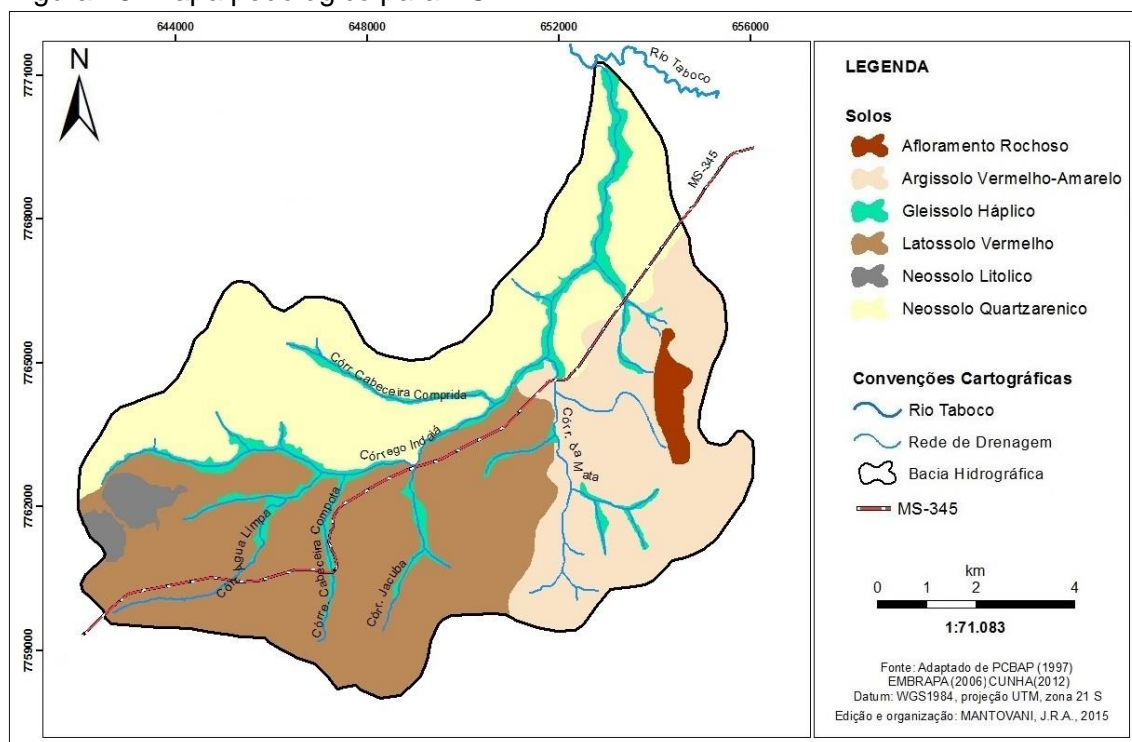 644000
648000
652000
656000
N
7771000
7768000
7765000
7762000
7759000
Rio Taboco
MS-345
Córr. Cabeceira Comprida
Córrego Indaiá
Córr. da Mata
Córr. Agua Limpa
Córre. Cabeceira Compota
Córr. Jacuba
LEGENDA
Solos
Afloramento Rochoso
Argissolo Vermelho-Amarelo
Gleissolo Háplico
Latossolo Vermelho
Neossolo Litolico
Neossolo Quartzarenico
Convenções Cartográficas
Rio Taboco
Rede de Drenagem
Bacia Hidrográfica
MS-345
km
0 1 2 4
1:71.083
Fonte: Adaptado de PCBAP (1997)
EMBRAPA (2006) CUNHA(2012)
Datum: WGS1984, projeção UTM, zona 21 S
Edição e organização: MANTOVANI, J.R.A., 2015